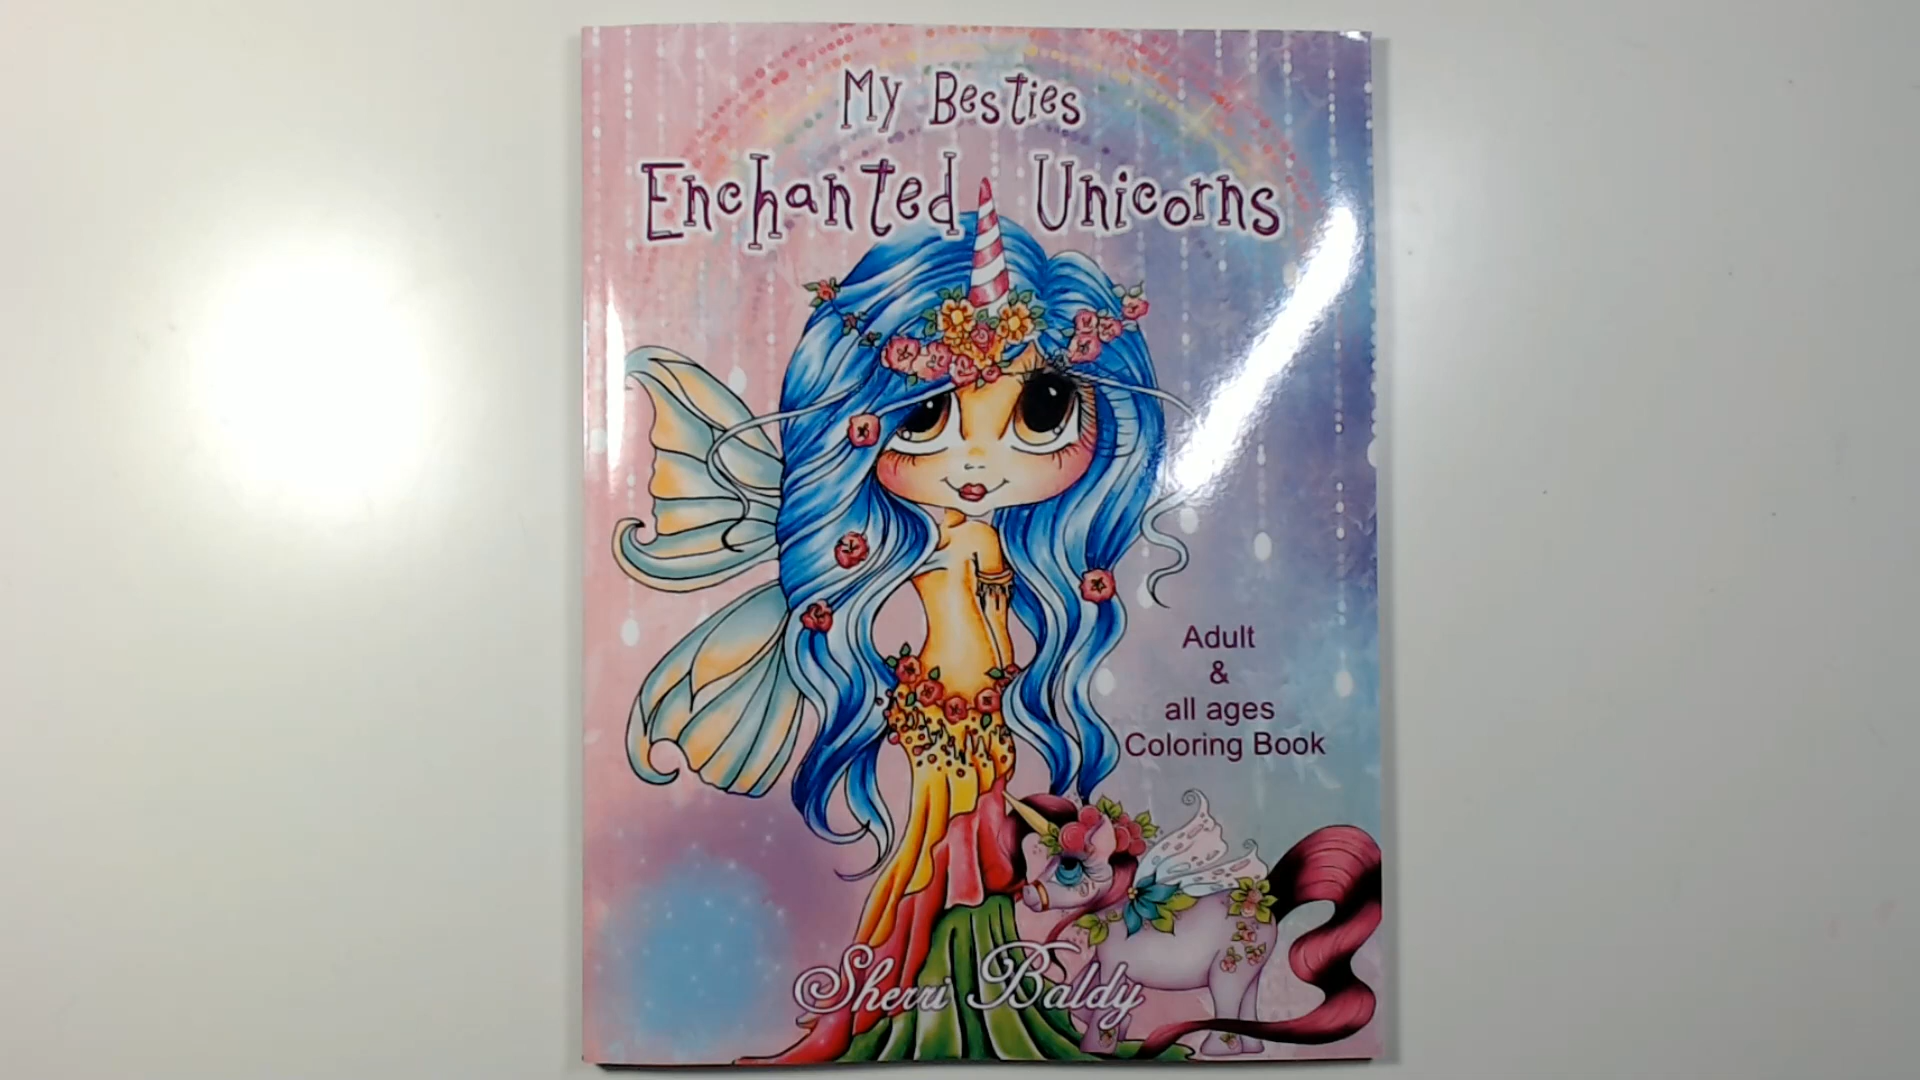 My Besties
Enchanted Unicorns
Adult
&
all ages
Coloring Book
Sherri Baldy